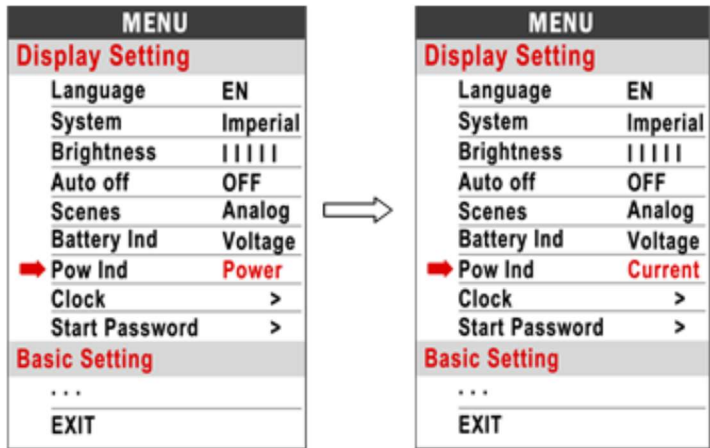 MENU
Display Setting
Language EN
System Imperial
Brightness | | | | |
Auto off OFF
Scenes Analog
Battery Ind Voltage
Pow Ind Power
Clock >
Start Password >
Basic Setting
. . .
EXIT
MENU
Display Setting
Language EN
System Imperial
Brightness | | | | |
Auto off OFF
Scenes Analog
Battery Ind Voltage
Pow Ind Current
Clock >
Start Password >
Basic Setting
. . .
EXIT